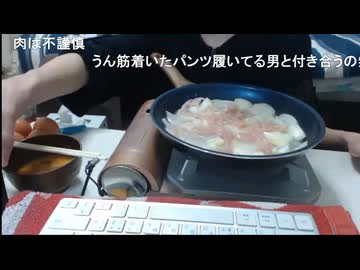 肉は不謹慎
うん筋着いたパンツ履いてる男と付き合うの